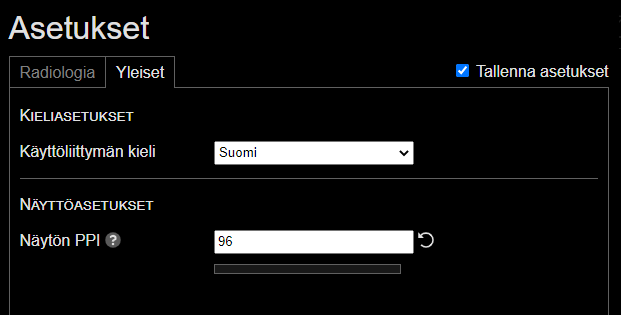 Asetukset
Radiologia Yleiset Tallenna asetukset
KIELIASETUKSET
Käyttöliittymän kieli Suomi
NÄYTTÖASETUKSET
Näytön PPI ? 96